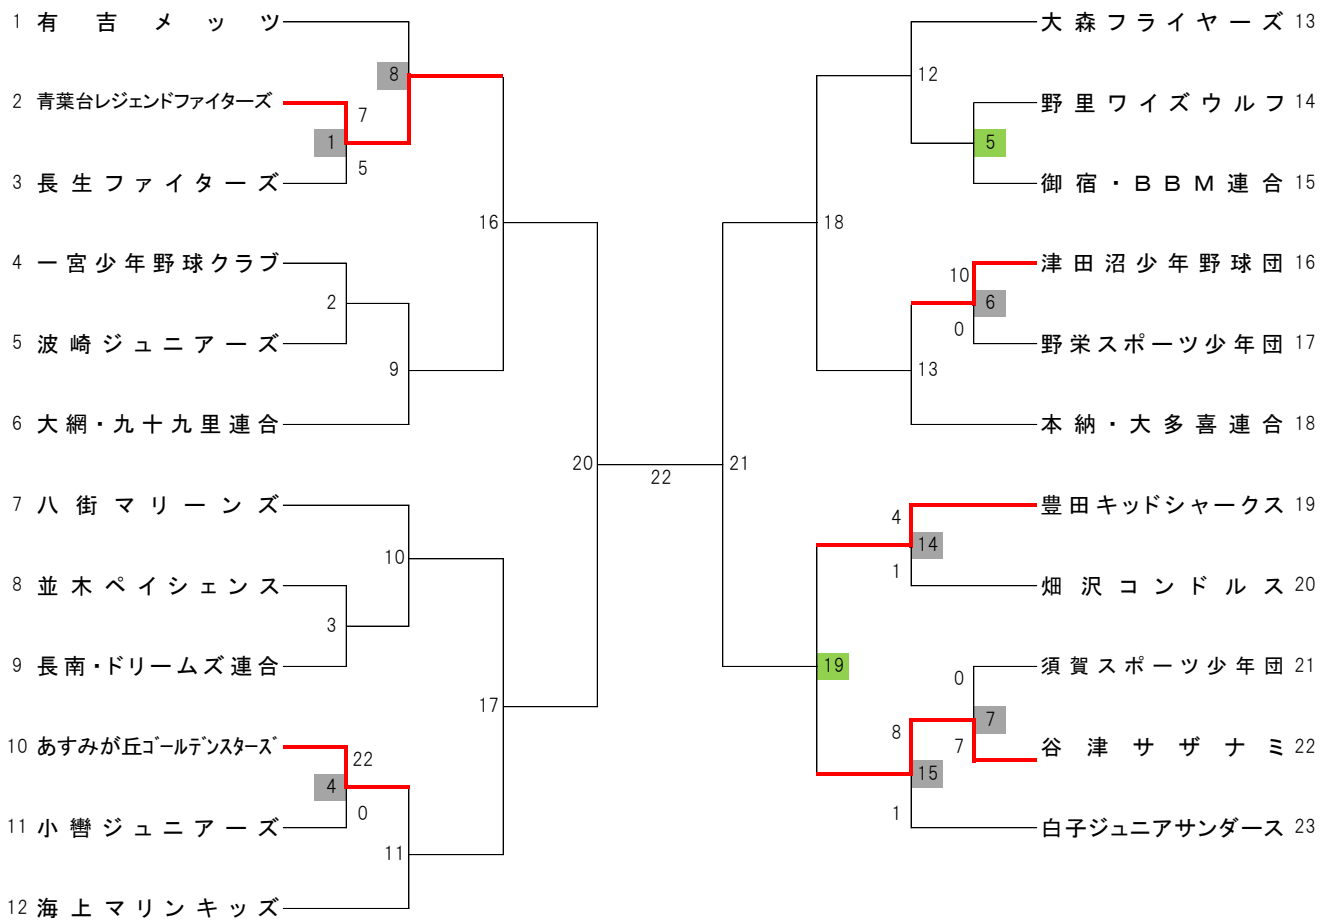 1 有吉メッツ
8
2 青葉台レジェンドファイターズ
7
1
5
3 長生ファイターズ
16
4 一宮少年野球クラブ
2
5 波崎ジュニアーズ
9
6 大網・九十九里連合
20
22
7 八街マリーンズ
10
8 並木ペイシェンス
3
9 長南・ドリームズ連合
17
10 あすみが丘ゴールデンスターズ
22
4
0
11 小轡ジュニアーズ
11
12 海上マリンキッズ
大森フライヤーズ 13
12
野里ワイズウルフ 14
5
御宿・BBM連合 15
18
津田沼少年野球団 16
10
6
0
野栄スポーツ少年団 17
13
本納・大多喜連合 18
21
豊田キッドシャークス 19
4
14
1
畑沢コンドルス 20
19
須賀スポーツ少年団 21
0
7
8
7
谷津サザナミ 22
15
1
白子ジュニアサンダース 23